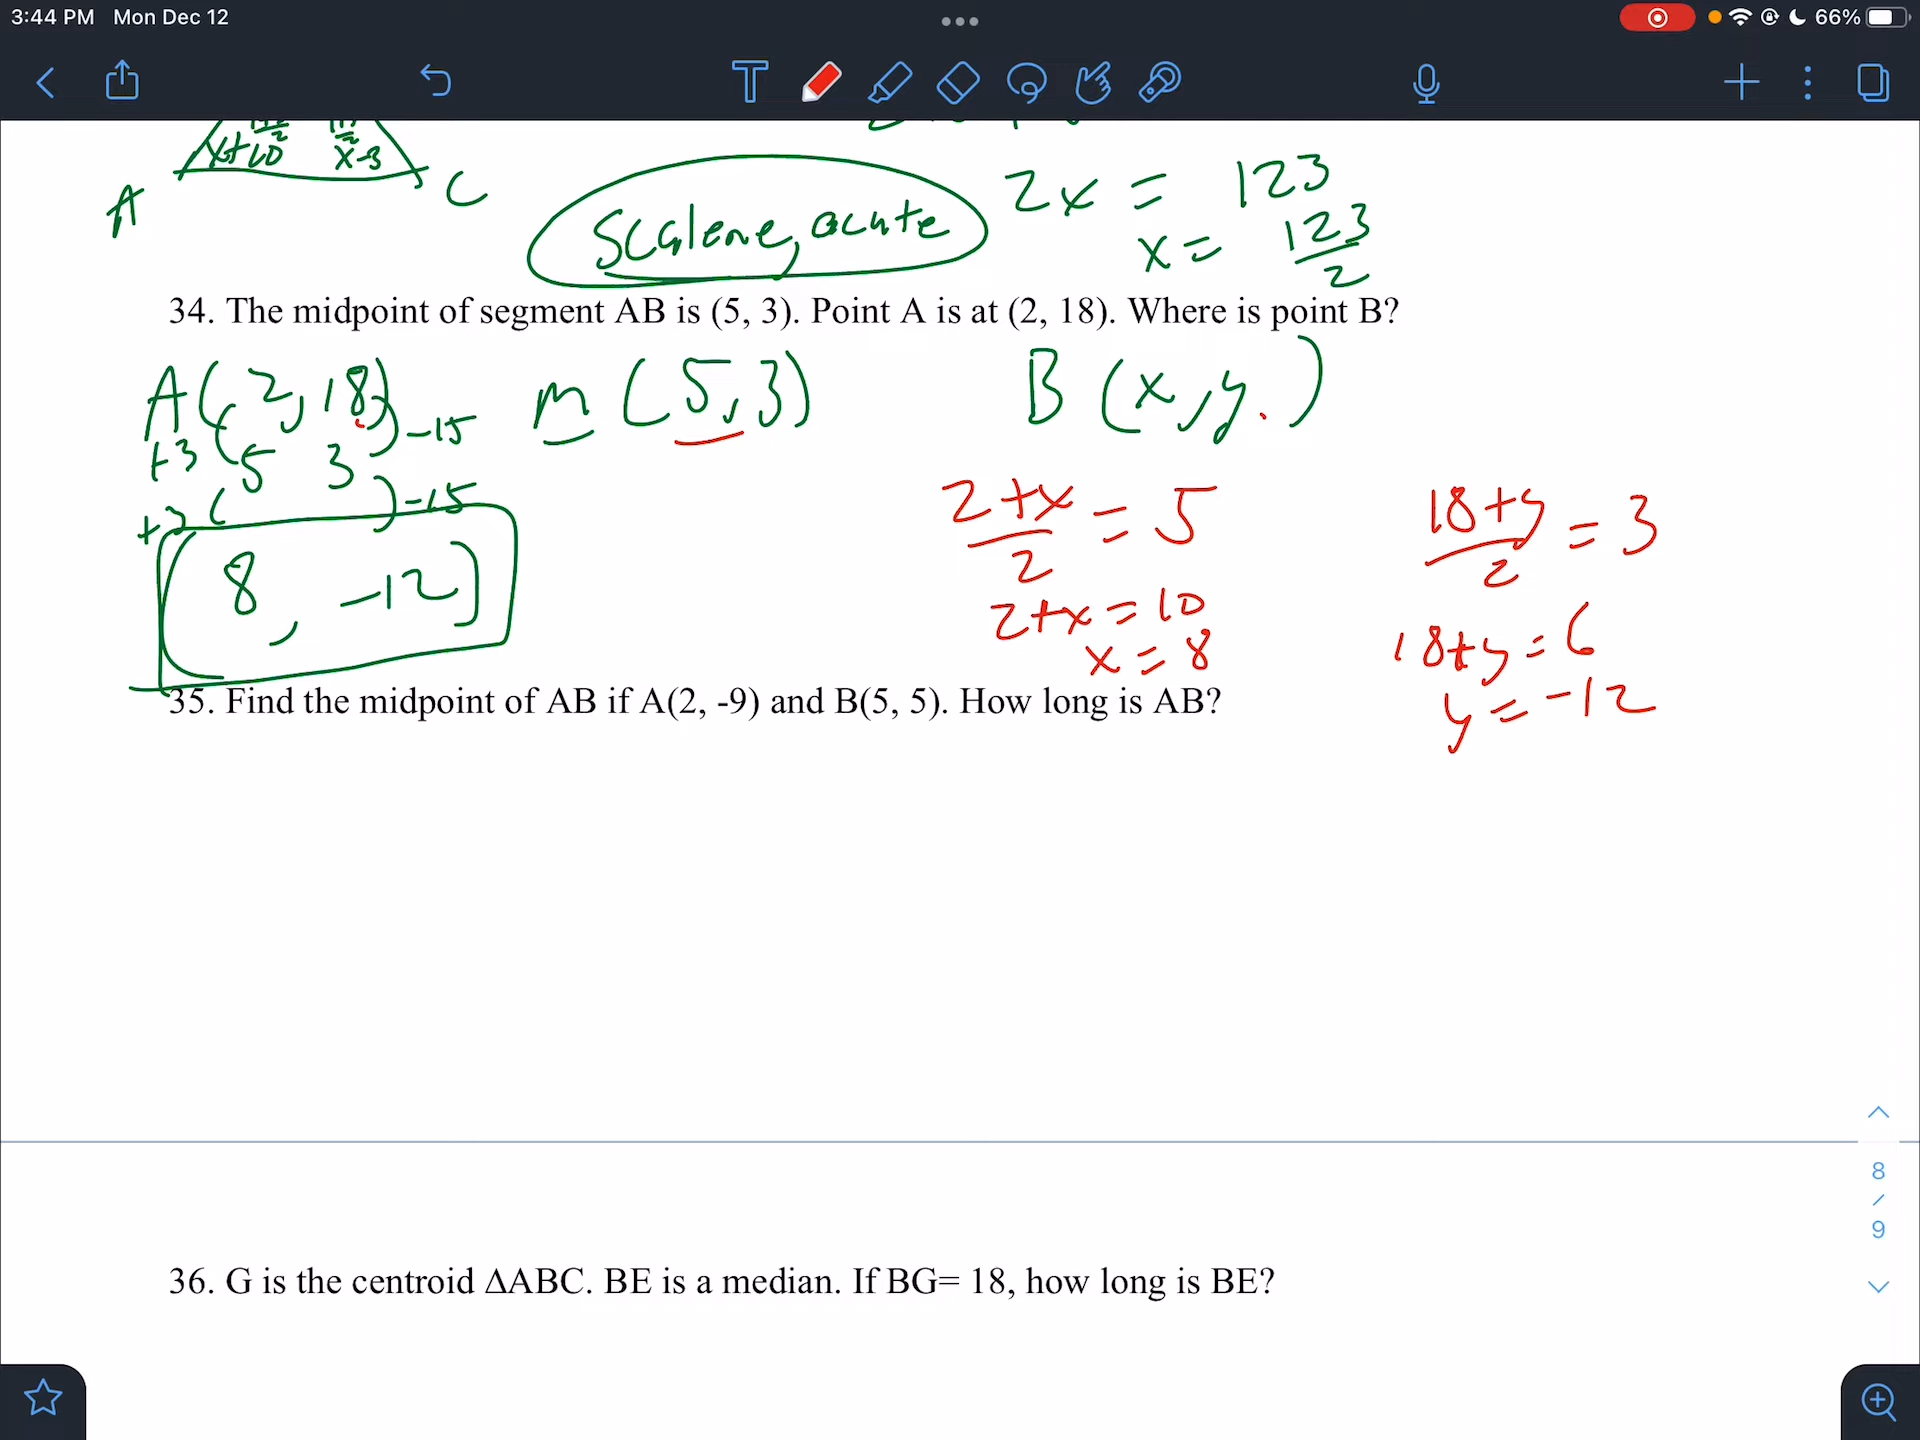 3:44 PM Mon Dec 12
66%
x+10 x-3
A C
2x = 123
scalene, acute
x = 123/2
34. The midpoint of segment AB is (5, 3). Point A is at (2, 18). Where is point B?
A(2, 18) m (5, 3) B (x, y )
( ) -15
+3 5 3
( ) -15
+3
(8, -12)
2+x/2 = 5
2+x = 10
x = 8
18+y/2 = 3
18+y = 6
y = -12
35. Find the midpoint of AB if A(2, -9) and B(5, 5). How long is AB?
8
/
9
36. G is the centroid ΔABC. BE is a median. If BG= 18, how long is BE?